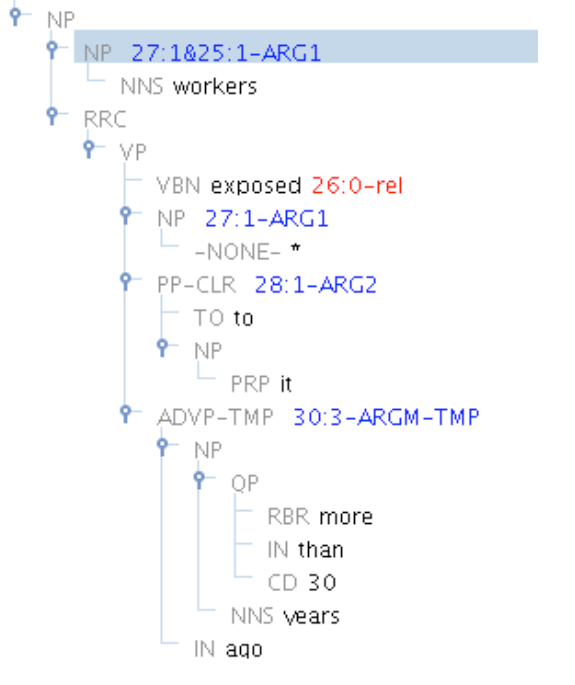 NP
NP 27:1&25:1-ARG1
NNS workers
RRC
VP
VBN exposed 26:0-rel
NP 27:1-ARG1
-NONE- *
PP-CLR 28:1-ARG2
TO to
NP
PRP it
ADVP-TMP 30:3-ARGM-TMP
NP
QP
RBR more
IN than
CD 30
NNS years
IN ago